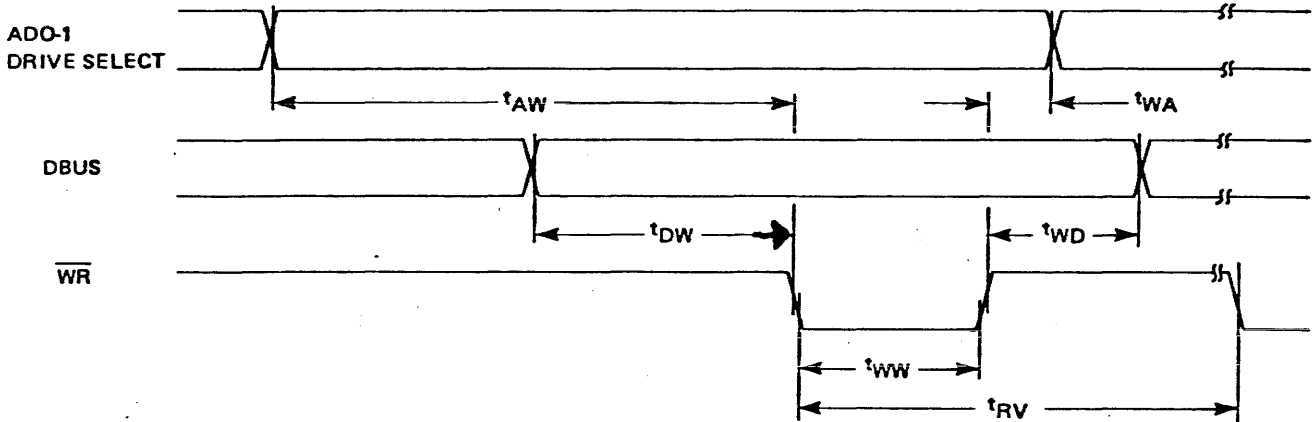 ADO-1
DRIVE SELECT
tAW
tWA
DBUS
tDW
tWD
WR
tWW
tRV